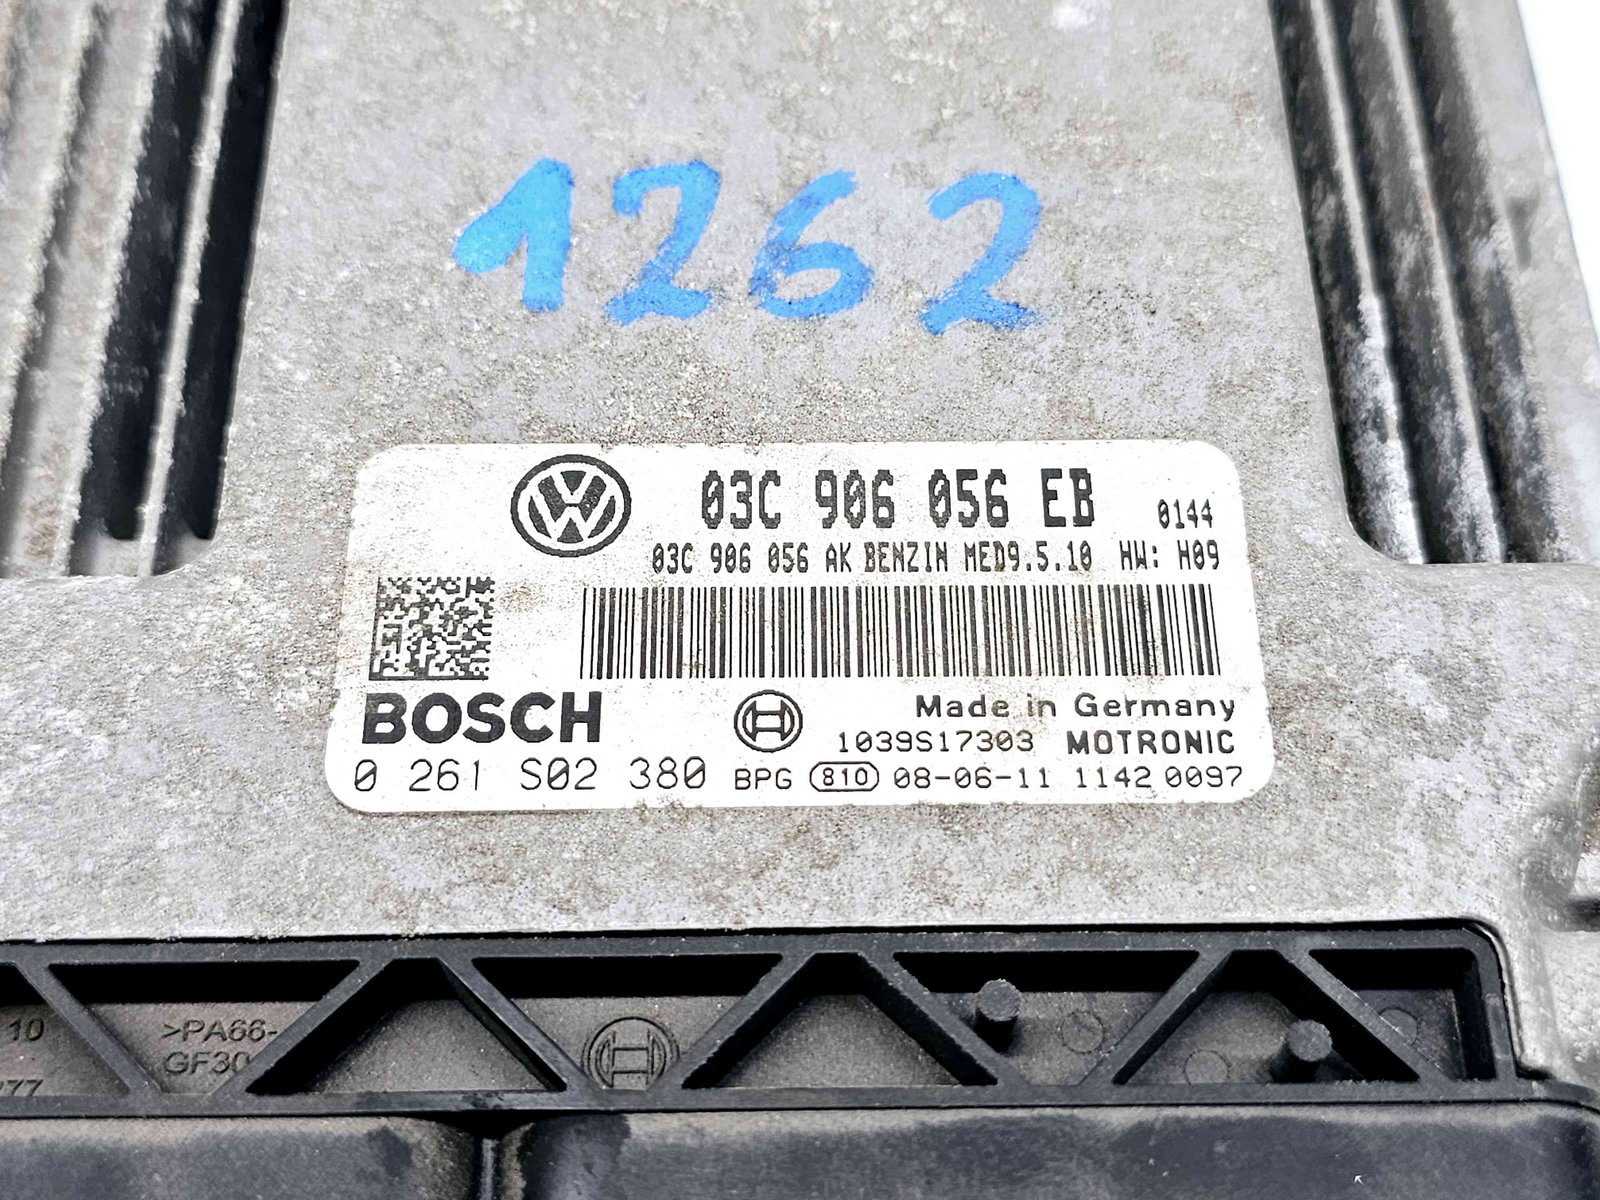 1262
03C 906 056 EB 0144
03C 906 056 AK BENZIN MED9.5.10 HW: H09
BOSCH
Made in Germany
1039S17303 MOTRONIC
0 261 S02 380 BPG 810 08-06-11 1142 0097
10
>PA66-
GF30